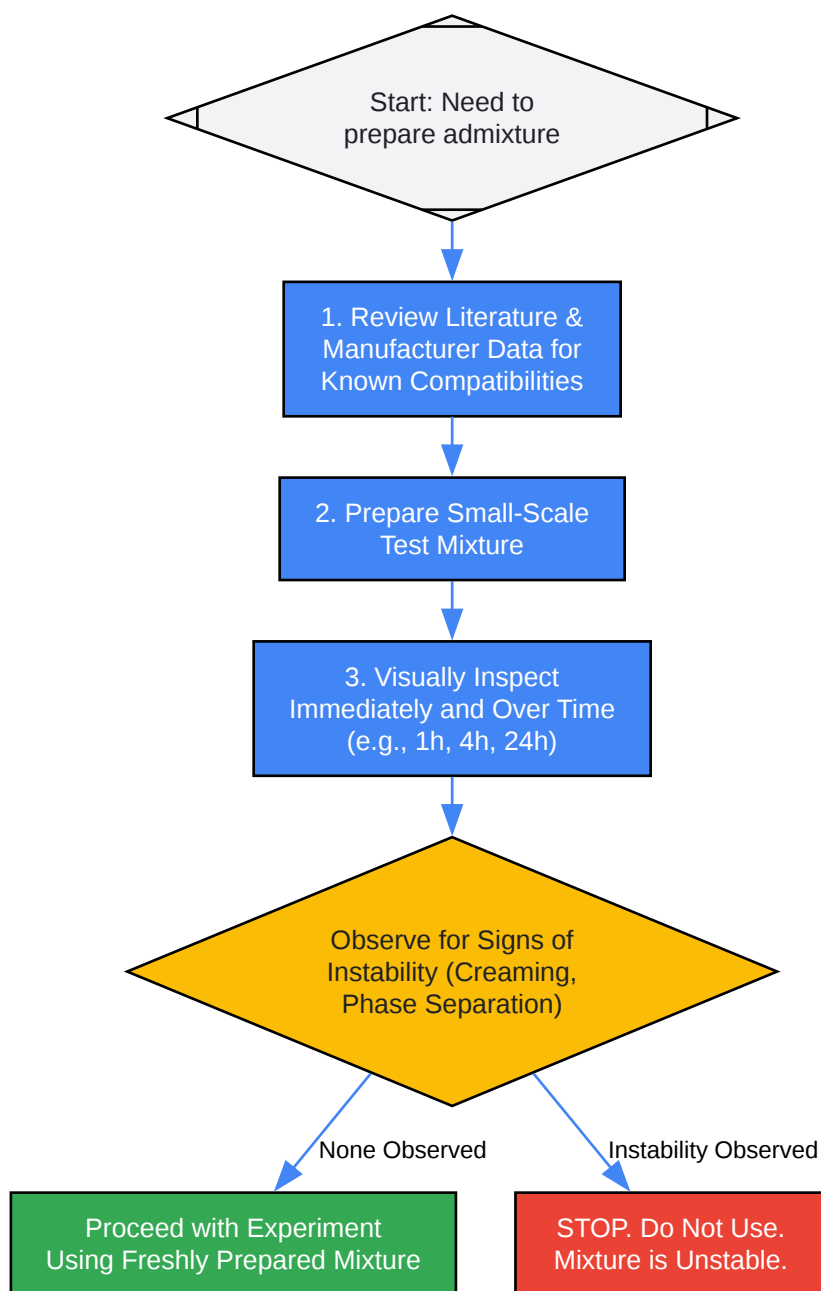 Start: Need to
prepare admixture
1. Review Literature &
Manufacturer Data for
Known Compatibilities
2. Prepare Small-Scale
Test Mixture
3. Visually Inspect
Immediately and Over Time
(e.g., 1h, 4h, 24h)
Observe for Signs of
Instability (Creaming,
Phase Separation)
None Observed
Instability Observed
Proceed with Experiment
Using Freshly Prepared Mixture
STOP. Do Not Use.
Mixture is Unstable.